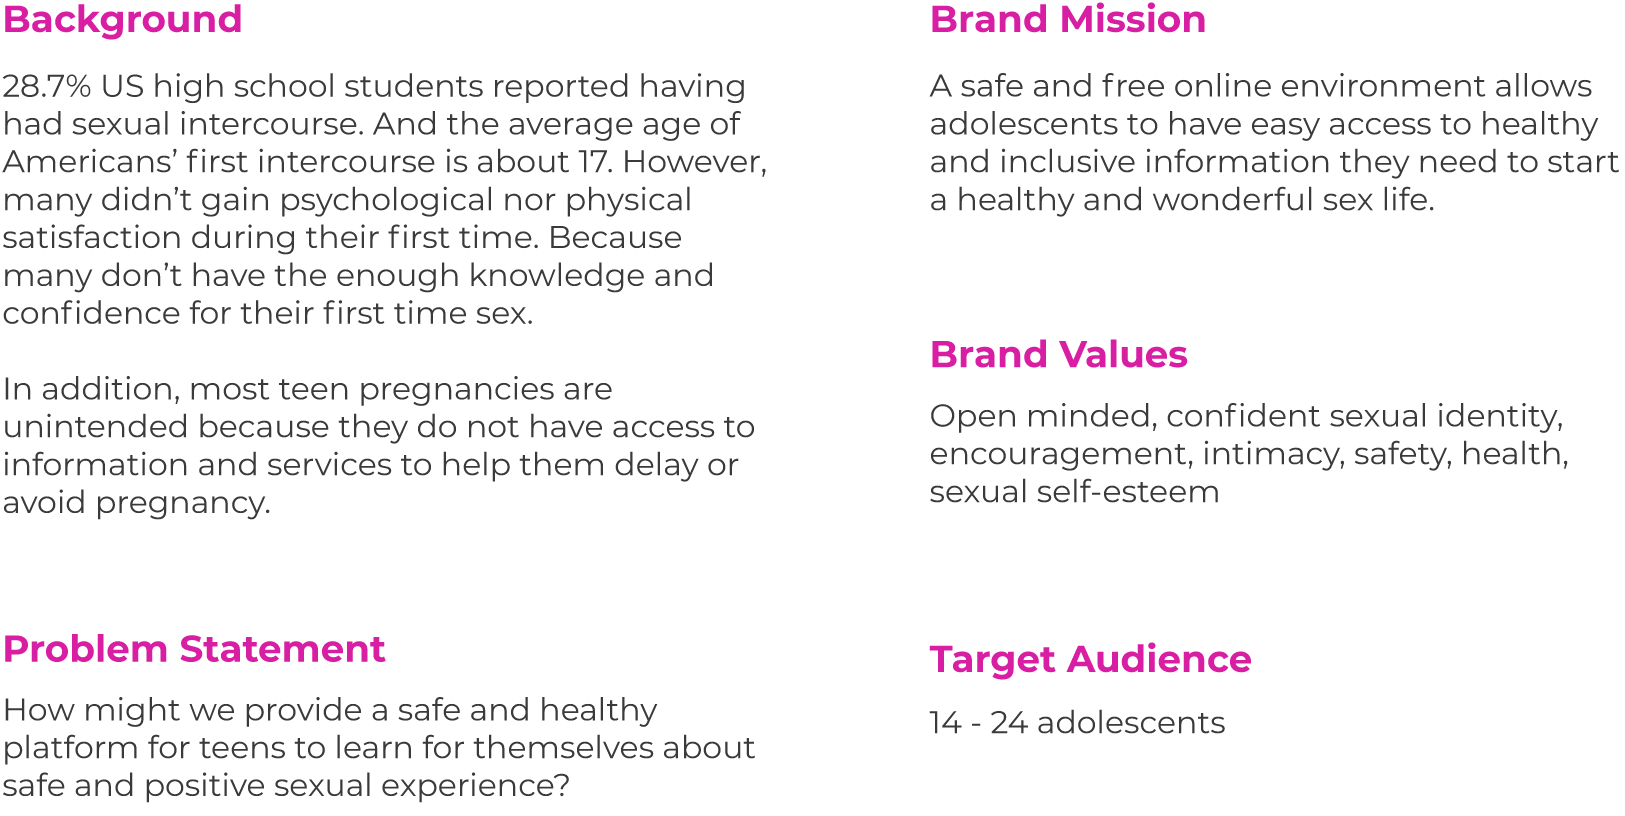 Background
28.7% US high school students reported having
had sexual intercourse. And the average age of
Americans’ first intercourse is about 17. However,
many didn’t gain psychological nor physical
satisfaction during their first time. Because
many don’t have the enough knowledge and
confidence for their first time sex.
In addition, most teen pregnancies are
unintended because they do not have access to
information and services to help them delay or
avoid pregnancy.
Problem Statement
How might we provide a safe and healthy
platform for teens to learn for themselves about
safe and positive sexual experience?
Brand Mission
A safe and free online environment allows
adolescents to have easy access to healthy
and inclusive information they need to start
a healthy and wonderful sex life.
Brand Values
Open minded, confident sexual identity,
encouragement, intimacy, safety, health,
sexual self-esteem
Target Audience
14 - 24 adolescents